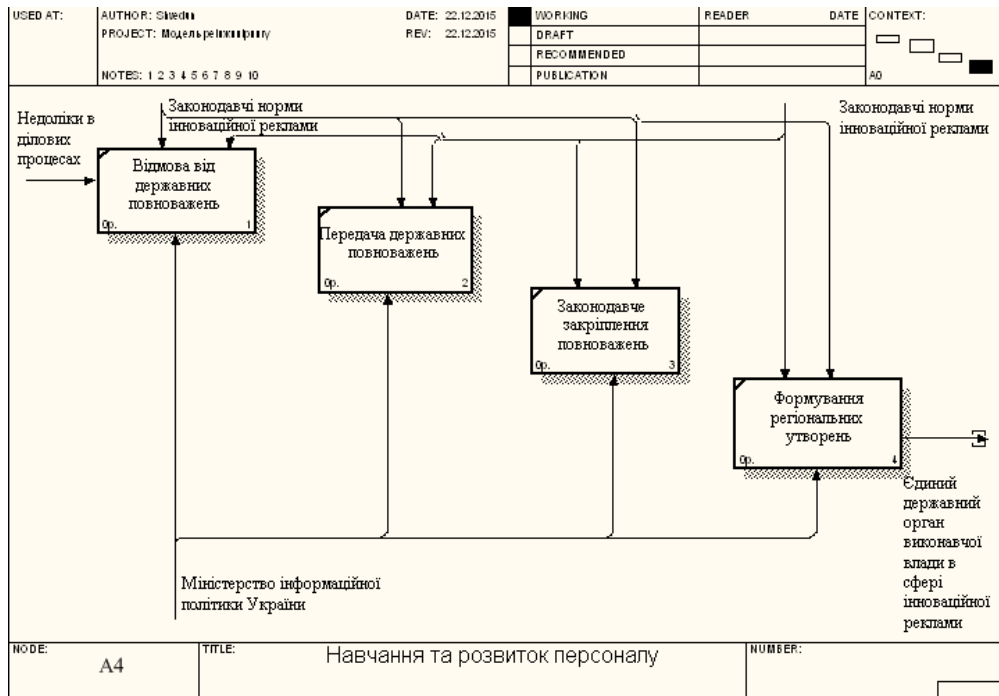 USED AT:
AUTHOR: Shvedun
DATE: 22.12.2015
PROJECT: Модель реінжинірингу
REV: 22.12.2015
NOTES: 1 2 3 4 5 6 7 8 9 10
WORKING
DRAFT
RECOMMENDED
PUBLICATION
READER DATE
CONTEXT:
A0
Недоліки в
ділових
процесах
Законодавчі норми
інноваційної реклами
Законодавчі норми
інноваційної реклами
Відмова від
державних
повноважень
0р. 1
Передача державних
повноважень
0р. 2
Законодавче
закріплення
повноважень
0р. 3
Формування
регіональних
утворень
0р. 4
Єдиний
державний
орган
виконавчої
влади в
сфері
інноваційної
реклами
Міністерство інформаційної
політики України
NODE:
A4
TITLE:
Навчання та розвиток персоналу
NUMBER: